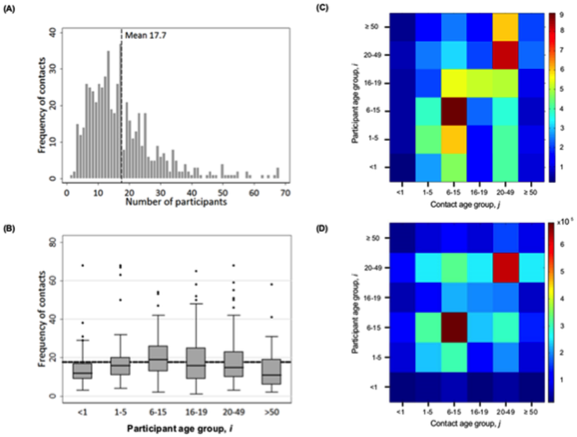 (A)
Mean 17.7
Frequency of contacts
40
30
20
10
0
0 10 20 30 40 50 60 70
Number of participants
(B)
Frequency of contacts
80
60
40
20
0
<1 1-5 6-15 16-19 20-49 >50
Participant age group, i
(C)
Participant age group, i
≥ 50
20-49
16-19
6-15
1-5
<1
<1 1-5 6-15 16-19 20-49 ≥ 50
Contact age group, j
9
8
7
6
5
4
3
2
1
(D)
Participant age group, i
≥ 50
20-49
16-19
6-15
1-5
<1
<1 1-5 6-15 16-19 20-49 ≥ 50
Contact age group, j
6
5
4
3
2
1